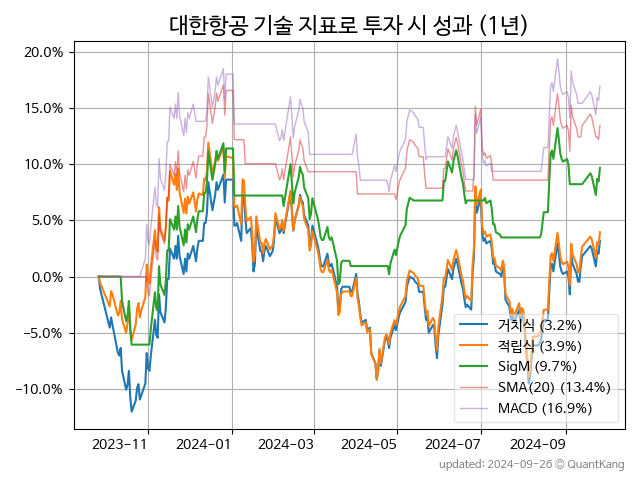 대한항공 기술 지표로 투자 시 성과 (1년)
20.0%
15.0%
10.0%
5.0%
0.0%
−5.0%
−10.0%
거치식 (3.2%)
적립식 (3.9%)
SigM (9.7%)
SMA(20) (13.4%)
MACD (16.9%)
2023-11 2024-01 2024-03 2024-05 2024-07 2024-09
updated: 2024-09-26 @ QuantKang